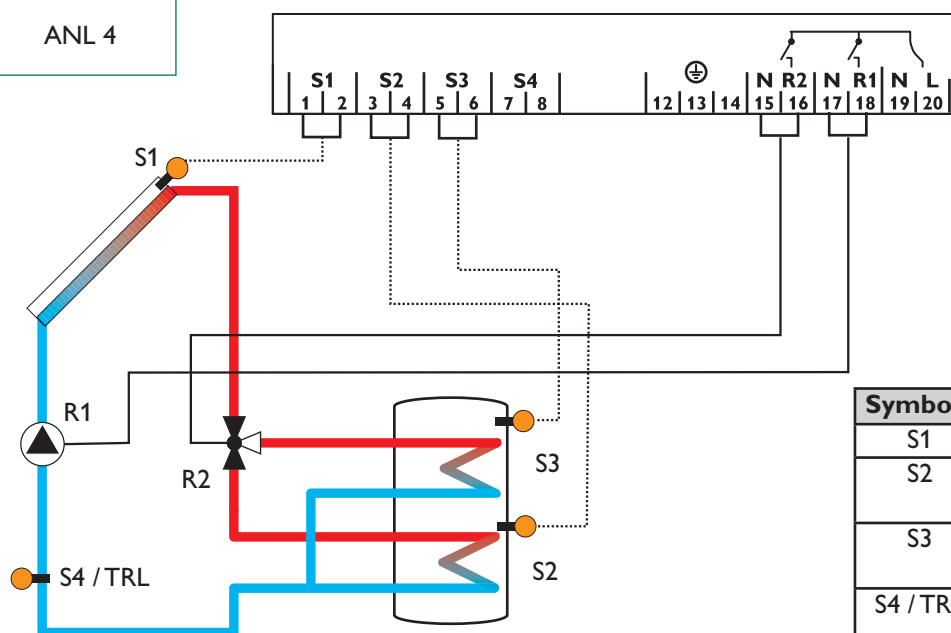 ANL 4
S1 S2 S3 S4 N R2 N R1 N L
1 2 3 4 5 6 7 8 12 13 14 15 16 17 18 19 20
S1
R1
R2
S3
S2
S4 / TRL
Symbo
S1
S2
S3
S4 / TR